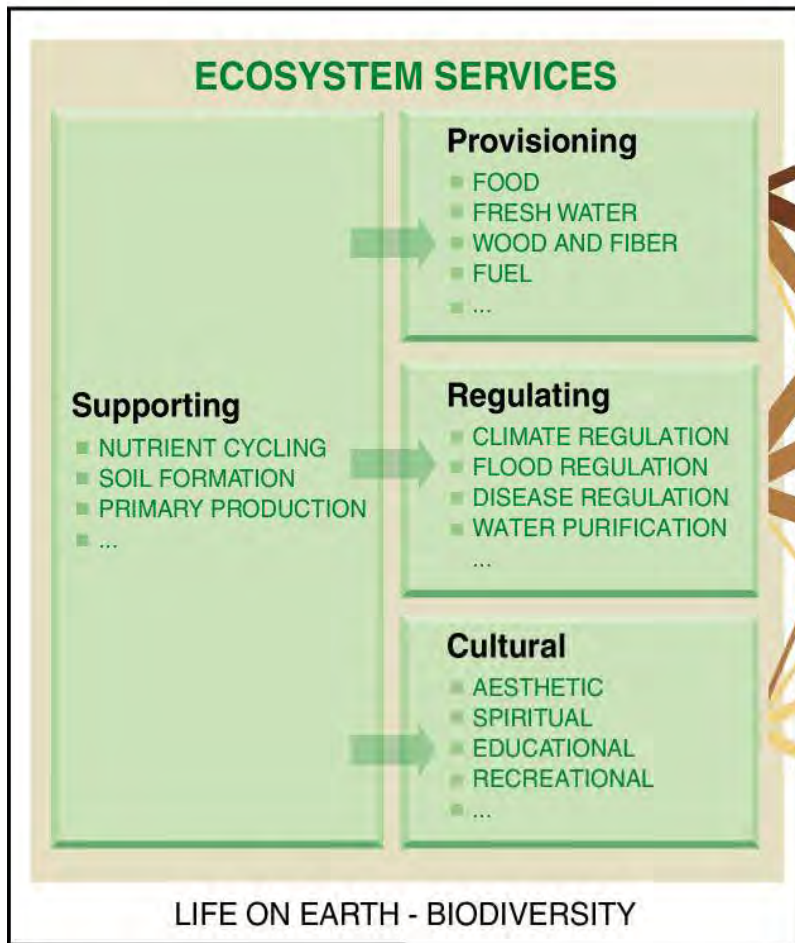 ECOSYSTEM SERVICES
Supporting
NUTRIENT CYCLING
SOIL FORMATION
PRIMARY PRODUCTION
...
Provisioning
FOOD
FRESH WATER
WOOD AND FIBER
FUEL
...
Regulating
CLIMATE REGULATION
FLOOD REGULATION
DISEASE REGULATION
WATER PURIFICATION
...
Cultural
AESTHETIC
SPIRITUAL
EDUCATIONAL
RECREATIONAL
...
LIFE ON EARTH - BIODIVERSITY